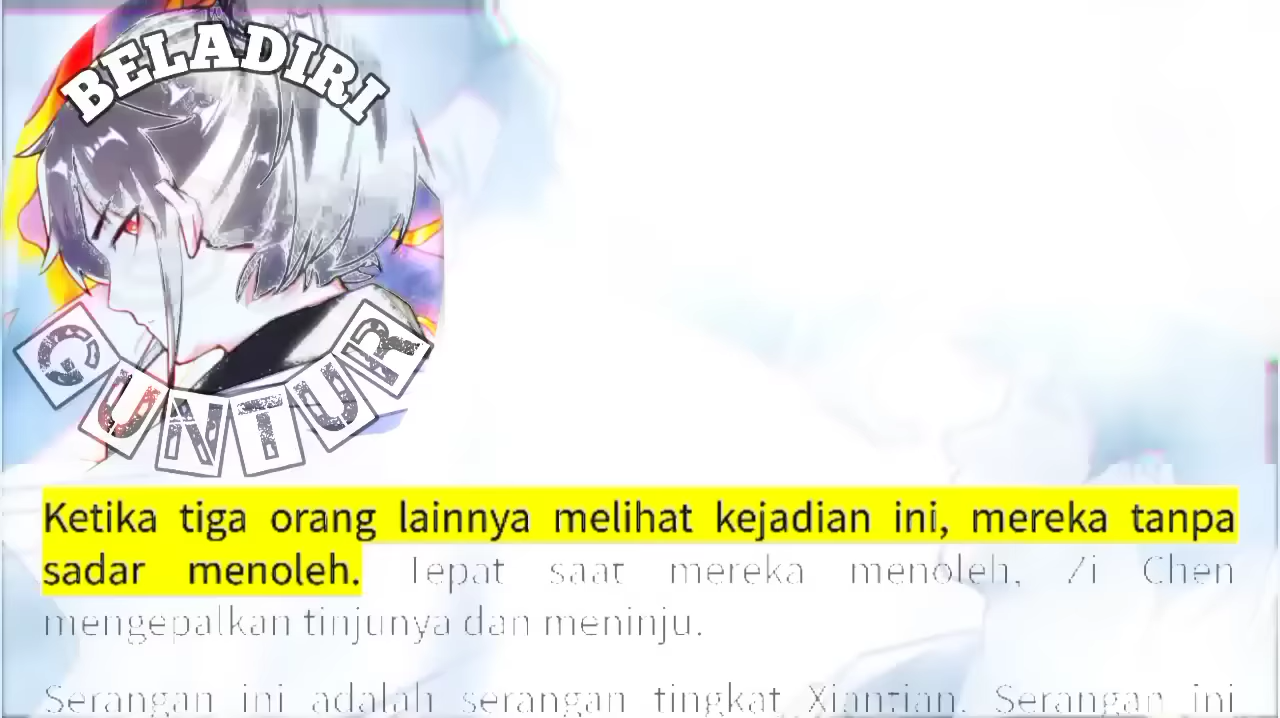 BELADIRI
GUNTUR
Ketika tiga orang lainnya melihat kejadian ini, mereka tanpa
sadar menoleh. Tepat saat mereka menoleh, Zi Chen
mengepalkan tinjunya dan meninju.
Serangan ini adalah serangan tingkat Xiantian. Serangan ini